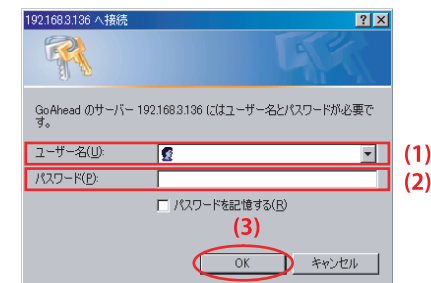 192.168.3.136 へ接続
GoAhead のサーバー 192.168.3.136 にはユーザー名とパスワードが必要で
す。
ユーザー名(U):
(1)
パスワード(P):
(2)
パスワードを記憶する(R)
(3)
OK
キャンセル